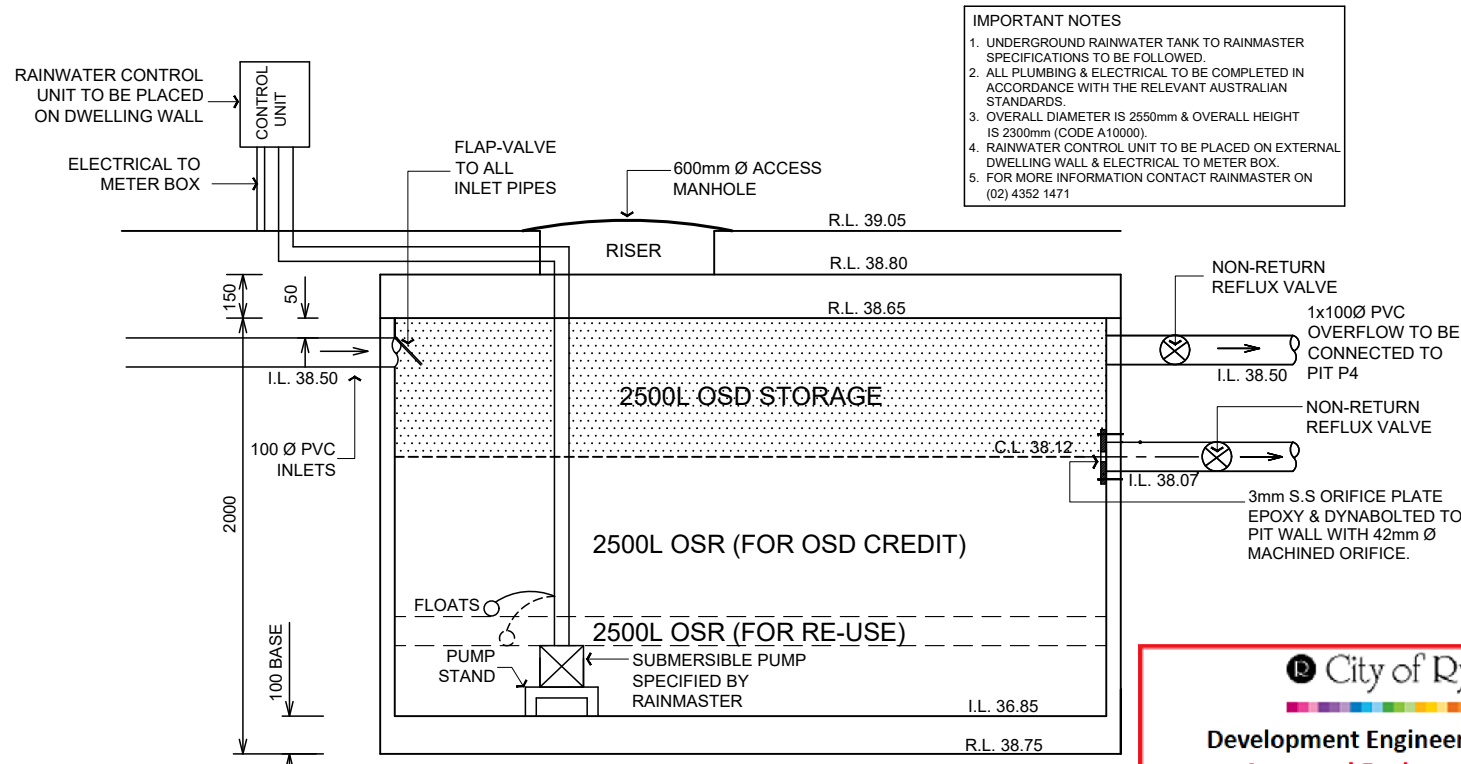 IMPORTANT NOTES
1. UNDERGROUND RAINWATER TANK TO RAINMASTER
SPECIFICATIONS TO BE FOLLOWED.
2. ALL PLUMBING & ELECTRICAL TO BE COMPLETED IN
ACCORDANCE WITH THE RELEVANT AUSTRALIAN
STANDARDS.
3. OVERALL DIAMETER IS 2550mm & OVERALL HEIGHT
IS 2300mm (CODE A10000).
4. RAINWATER CONTROL UNIT TO BE PLACED ON EXTERNAL
DWELLING WALL & ELECTRICAL TO METER BOX.
5. FOR MORE INFORMATION CONTACT RAINMASTER ON
(02) 4352 1471
RAINWATER CONTROL
UNIT TO BE PLACED
ON DWELLING WALL
CONTROL
UNIT
ELECTRICAL TO
METER BOX
FLAP-VALVE
TO ALL
INLET PIPES
600mm Ø ACCESS
MANHOLE
RISER
R.L. 39.05
R.L. 38.80
R.L. 38.65
150
50
2000
100 BASE
I.L. 38.50
100 Ø PVC
INLETS
2500L OSD STORAGE
NON-RETURN
REFLUX VALVE
1x100Ø PVC
OVERFLOW TO BE
CONNECTED TO
PIT P4
I.L. 38.50
NON-RETURN
REFLUX VALVE
C.L. 38.12
I.L. 38.07
3mm S.S ORIFICE PLATE
EPOXY & DYNABOLTED TO
PIT WALL WITH 42mm Ø
MACHINED ORIFICE.
2500L OSR (FOR OSD CREDIT)
FLOATS
2500L OSR (FOR RE-USE)
PUMP
STAND
SUBMERSIBLE PUMP
SPECIFIED BY
RAINMASTER
I.L. 36.85
R.L. 38.75
R City of Ry
Development Engineer